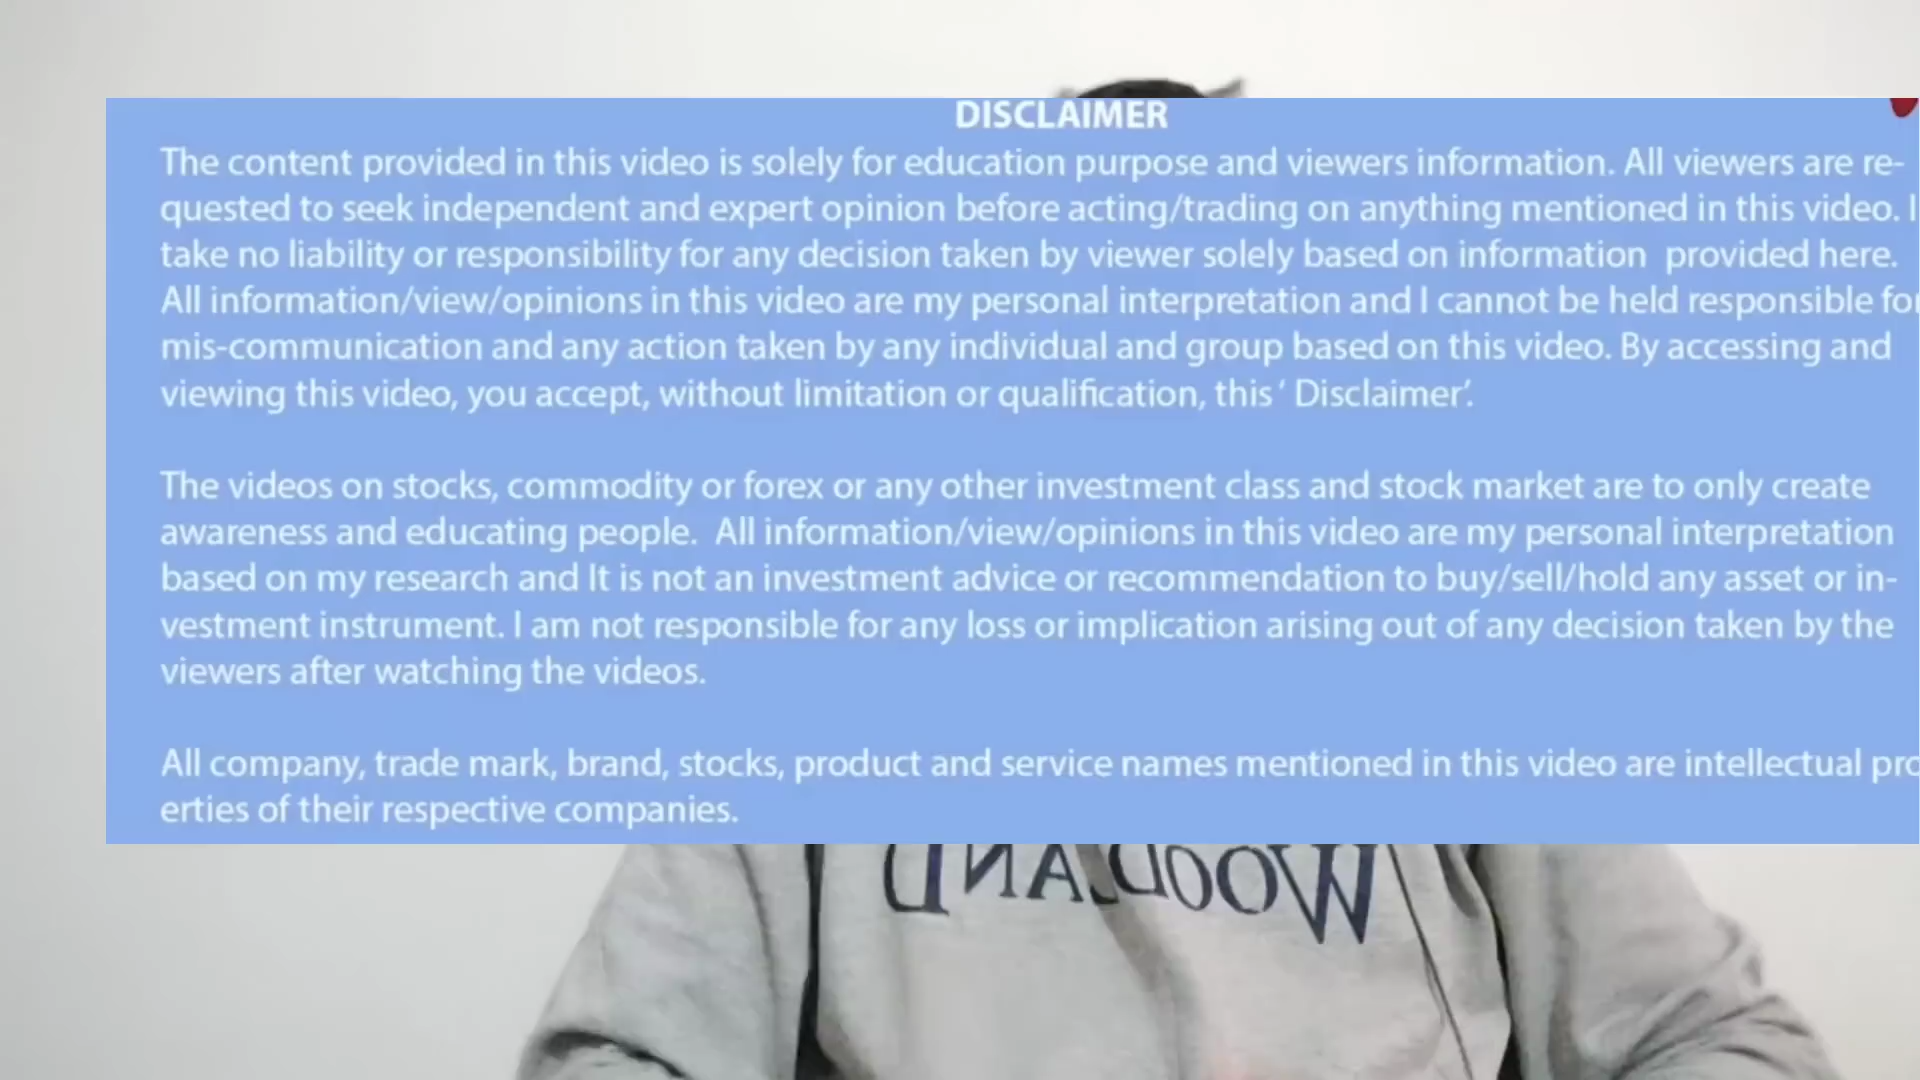 DISCLAIMER
The content provided in this video is solely for education purpose and viewers information. All viewers are re-
quested to seek independent and expert opinion before acting/trading on anything mentioned in this video. I
take no liability or responsibility for any decision taken by viewer solely based on information  provided here.
All information/view/opinions in this video are my personal interpretation and I cannot be held responsible for
mis-communication and any action taken by any individual and group based on this video. By accessing and
viewing this video, you accept, without limitation or qualification, this ‘ Disclaimer’.
The videos on stocks, commodity or forex or any other investment class and stock market are to only create
awareness and educating people.  All information/view/opinions in this video are my personal interpretation
based on my research and It is not an investment advice or recommendation to buy/sell/hold any asset or in-
vestment instrument. I am not responsible for any loss or implication arising out of any decision taken by the
viewers after watching the videos.
All company, trade mark, brand, stocks, product and service names mentioned in this video are intellectual pro
erties of their respective companies.
WOODLAND